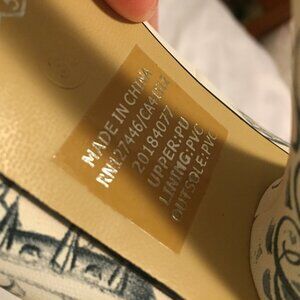 MADE IN CHINA
20184077
UPPER:PU
LINING:PVC
OUTSOLE:PVC